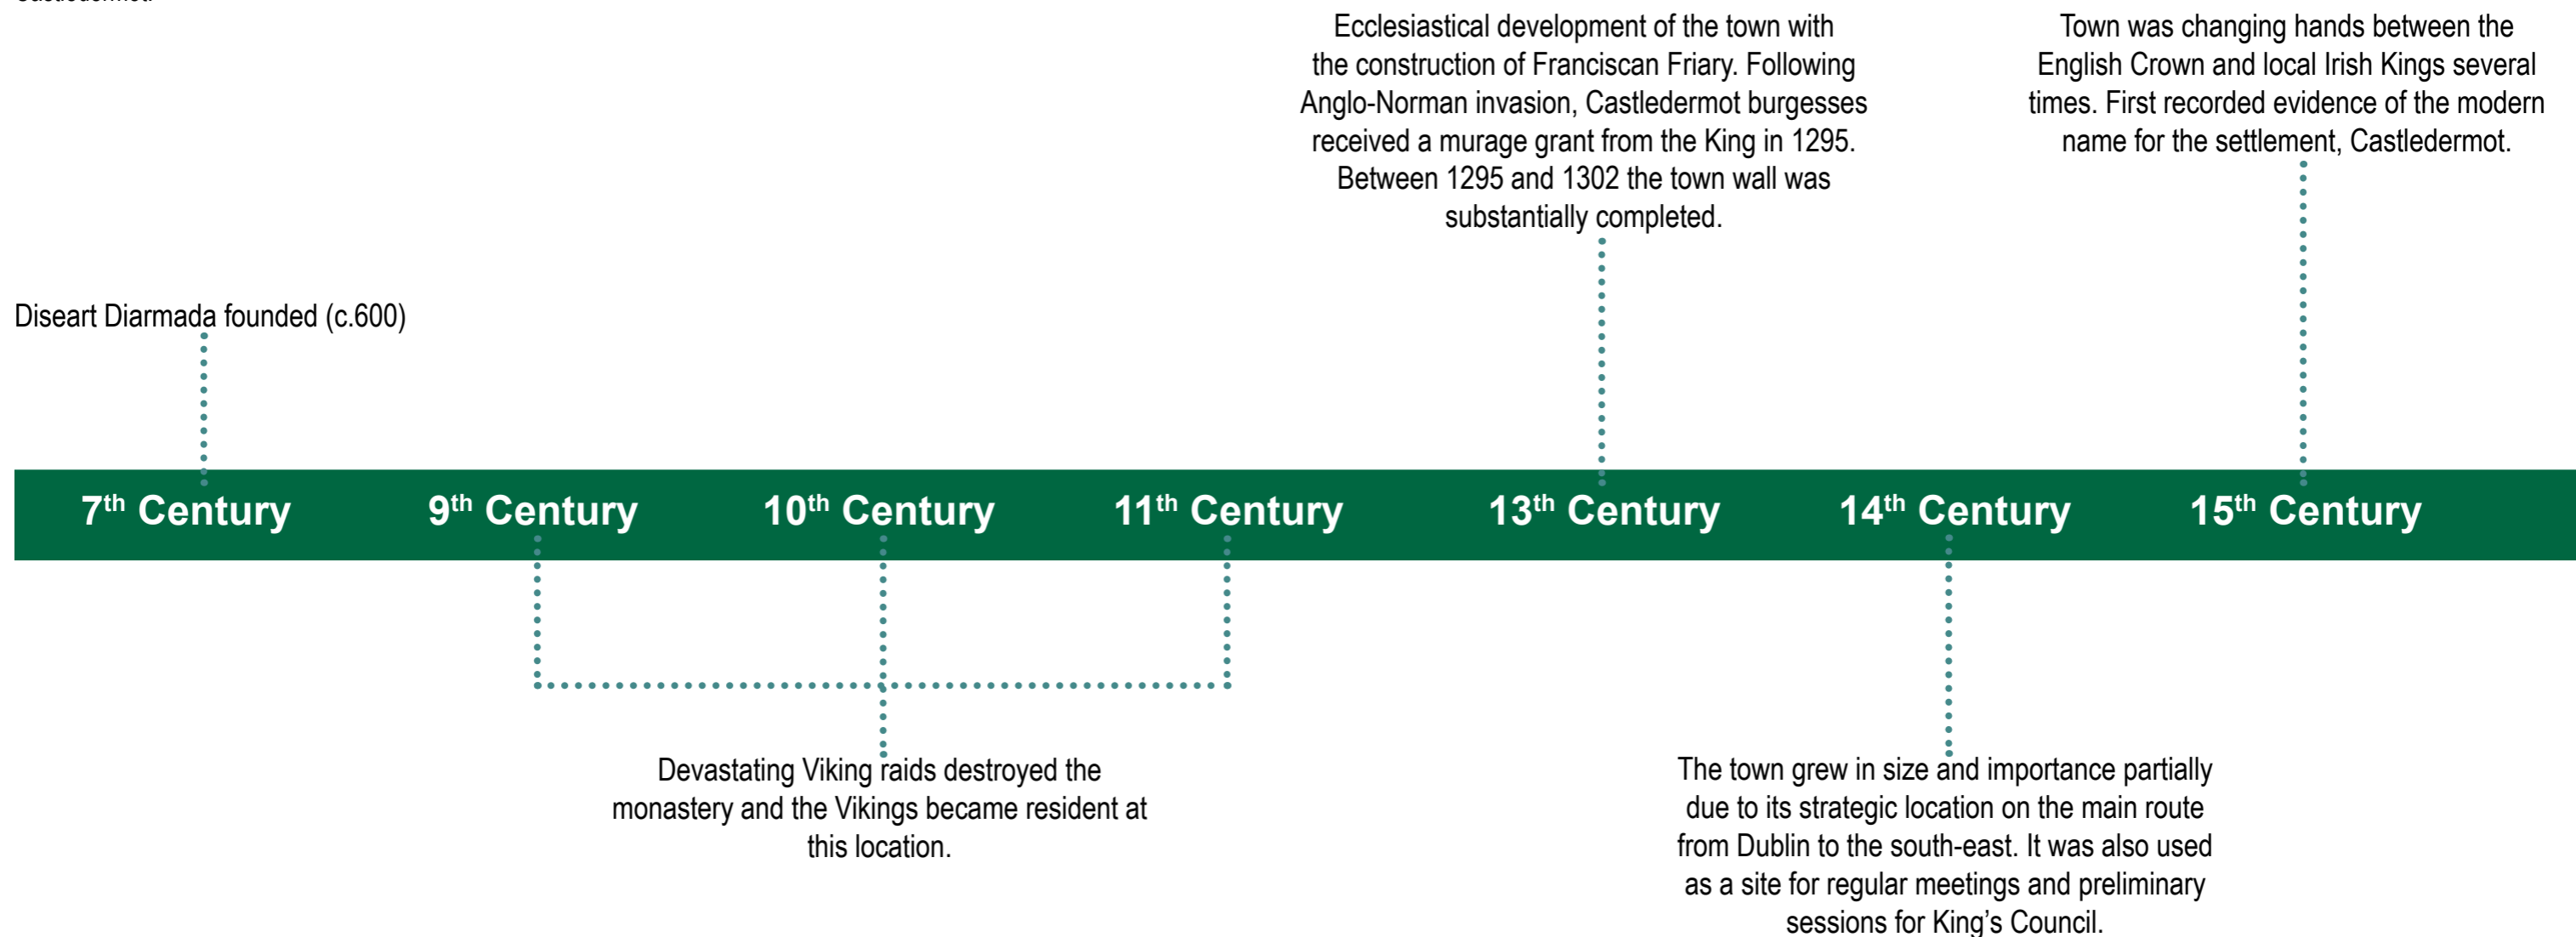 Ecclesiastical development of the town with
the construction of Franciscan Friary. Following
Anglo-Norman invasion, Castledermot burgesses
received a murage grant from the King in 1295.
Between 1295 and 1302 the town wall was
substantially completed.
Town was changing hands between the
English Crown and local Irish Kings several
times. First recorded evidence of the modern
name for the settlement, Castledermot.
Diseart Diarmada founded (c.600)
7th Century 9th Century 10th Century 11th Century 13th Century 14th Century 15th Century
Devastating Viking raids destroyed the
monastery and the Vikings became resident at
this location.
The town grew in size and importance partially
due to its strategic location on the main route
from Dublin to the south-east. It was also used
as a site for regular meetings and preliminary
sessions for King's Council.